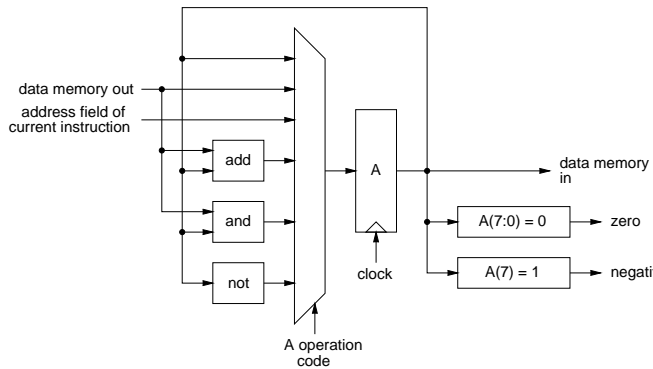 data memory out
address field of
current instruction
add
and
not
A
clock
A operation
code
data memory
in
A(7:0) = 0
zero
A(7) = 1
negati